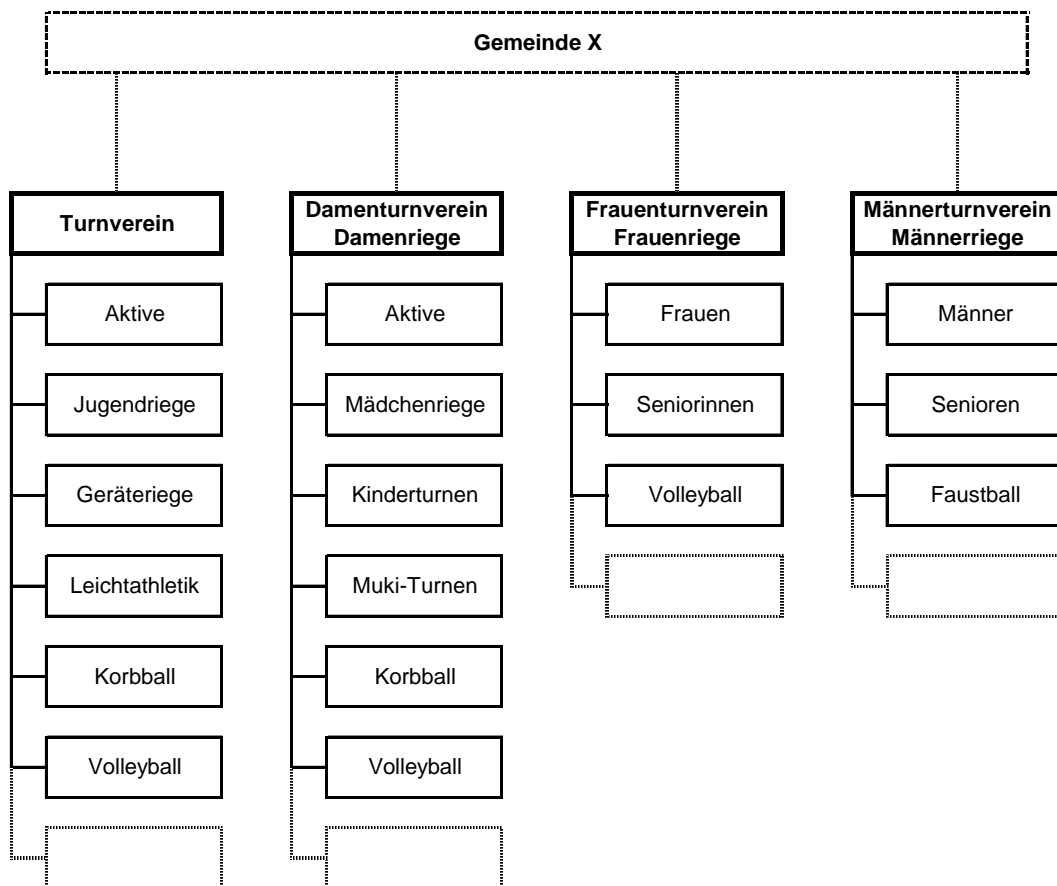 Gemeinde X
Turnverein
Aktive
Jugendriege
Geräteriege
Leichtathletik
Korbball
Volleyball
Damenturnverein
Damenriege
Aktive
Mädchenriege
Kinderturnen
Muki-Turnen
Korbball
Volleyball
Frauenturnverein
Frauenriege
Frauen
Seniorinnen
Volleyball
Männerturnverein
Männerriege
Männer
Senioren
Faustball